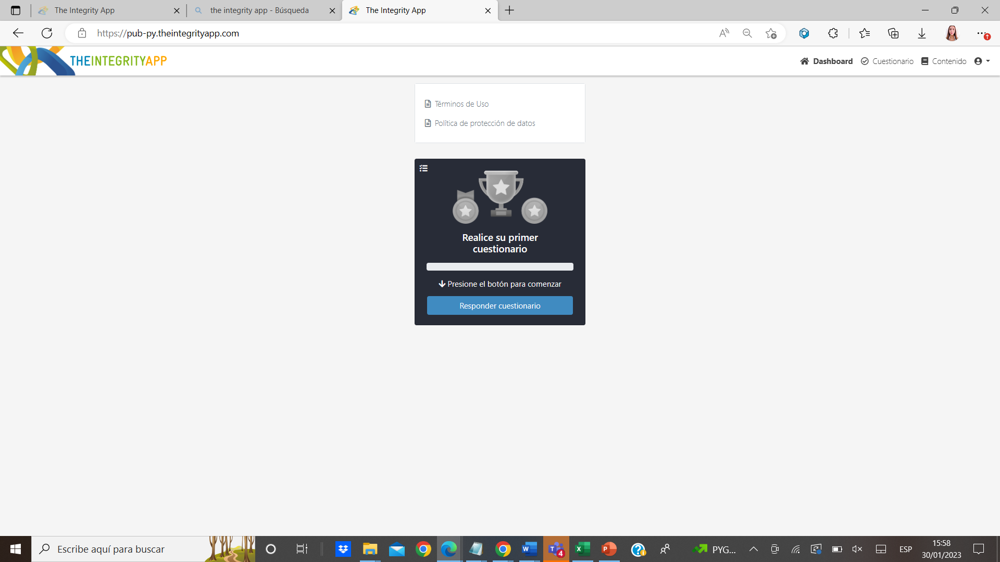 The Integrity App
the integrity app - Búsqueda
The Integrity App
https://pub-py.theintegrityapp.com
THEINTEGRITYAPP
Dashboard
Cuestionario
Contenido
Términos de Uso
Política de protección de datos
Realice su primer
cuestionario
Presione el botón para comenzar
Responder cuestionario
Escribe aquí para buscar
4
PYG...
ESP
15:58
30/01/2023